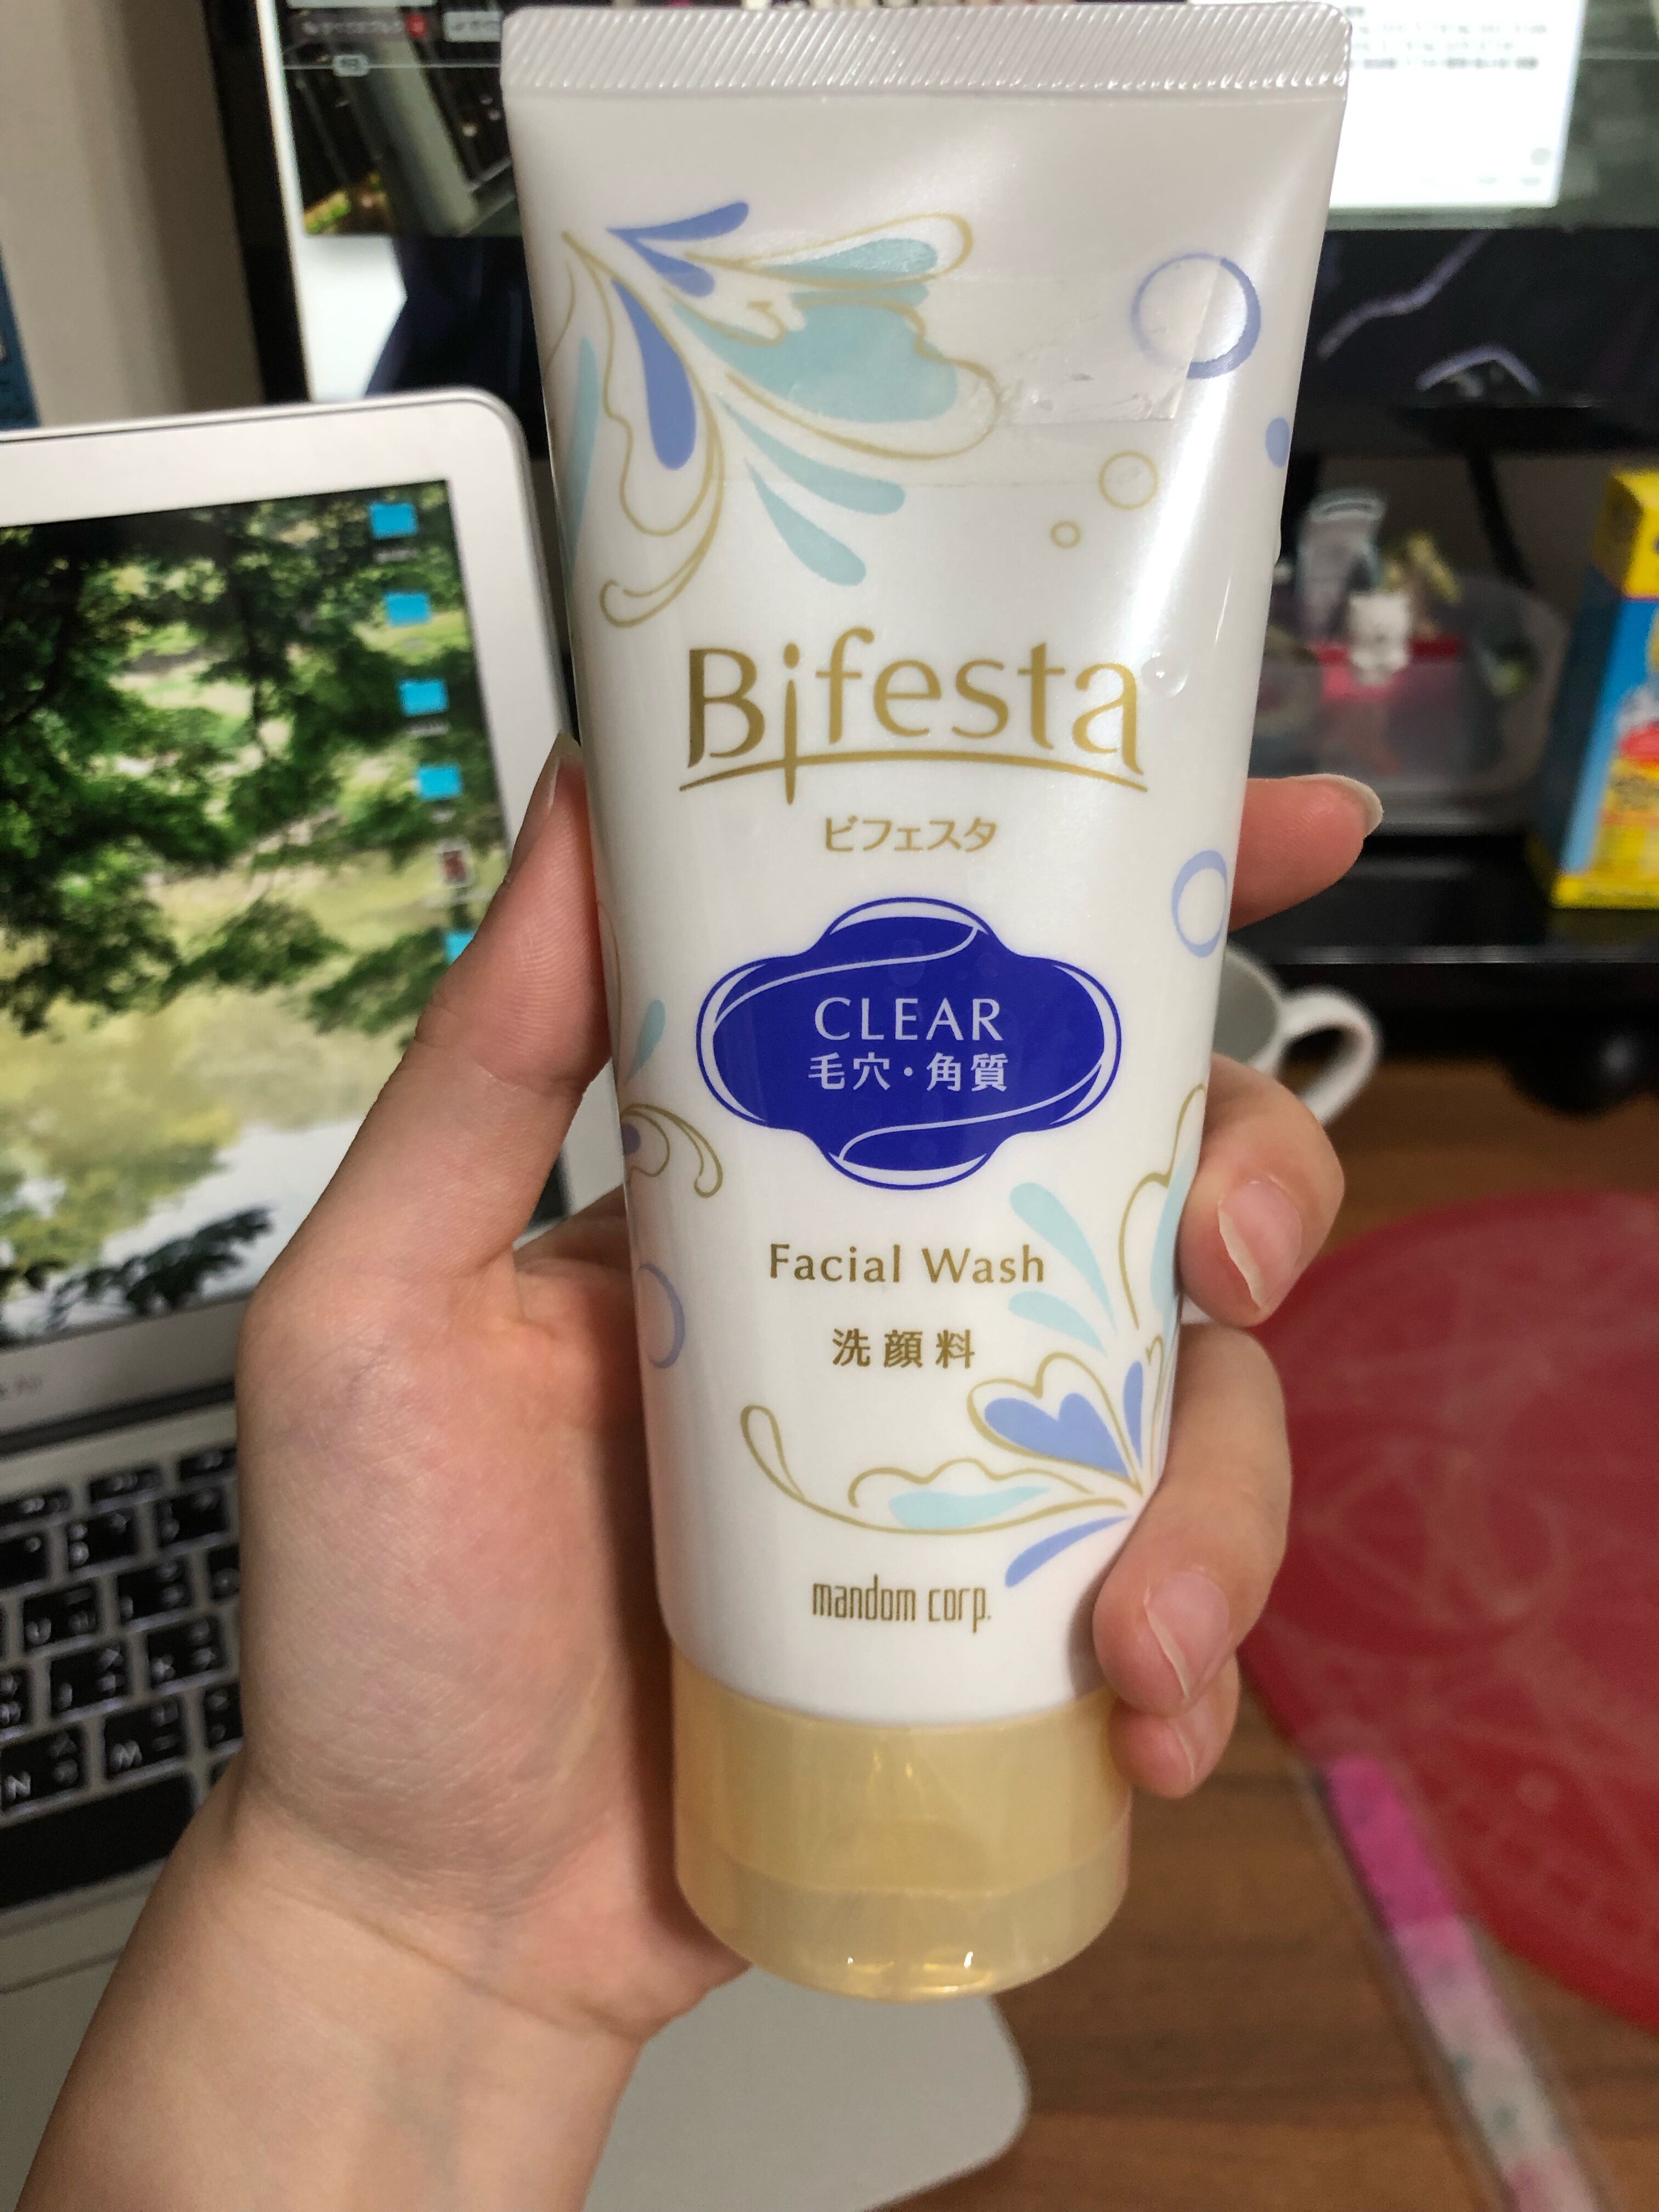 Bifesta
ビフェスタ
CLEAR
毛穴・角質
Facial Wash
洗顔料
mandom corp.